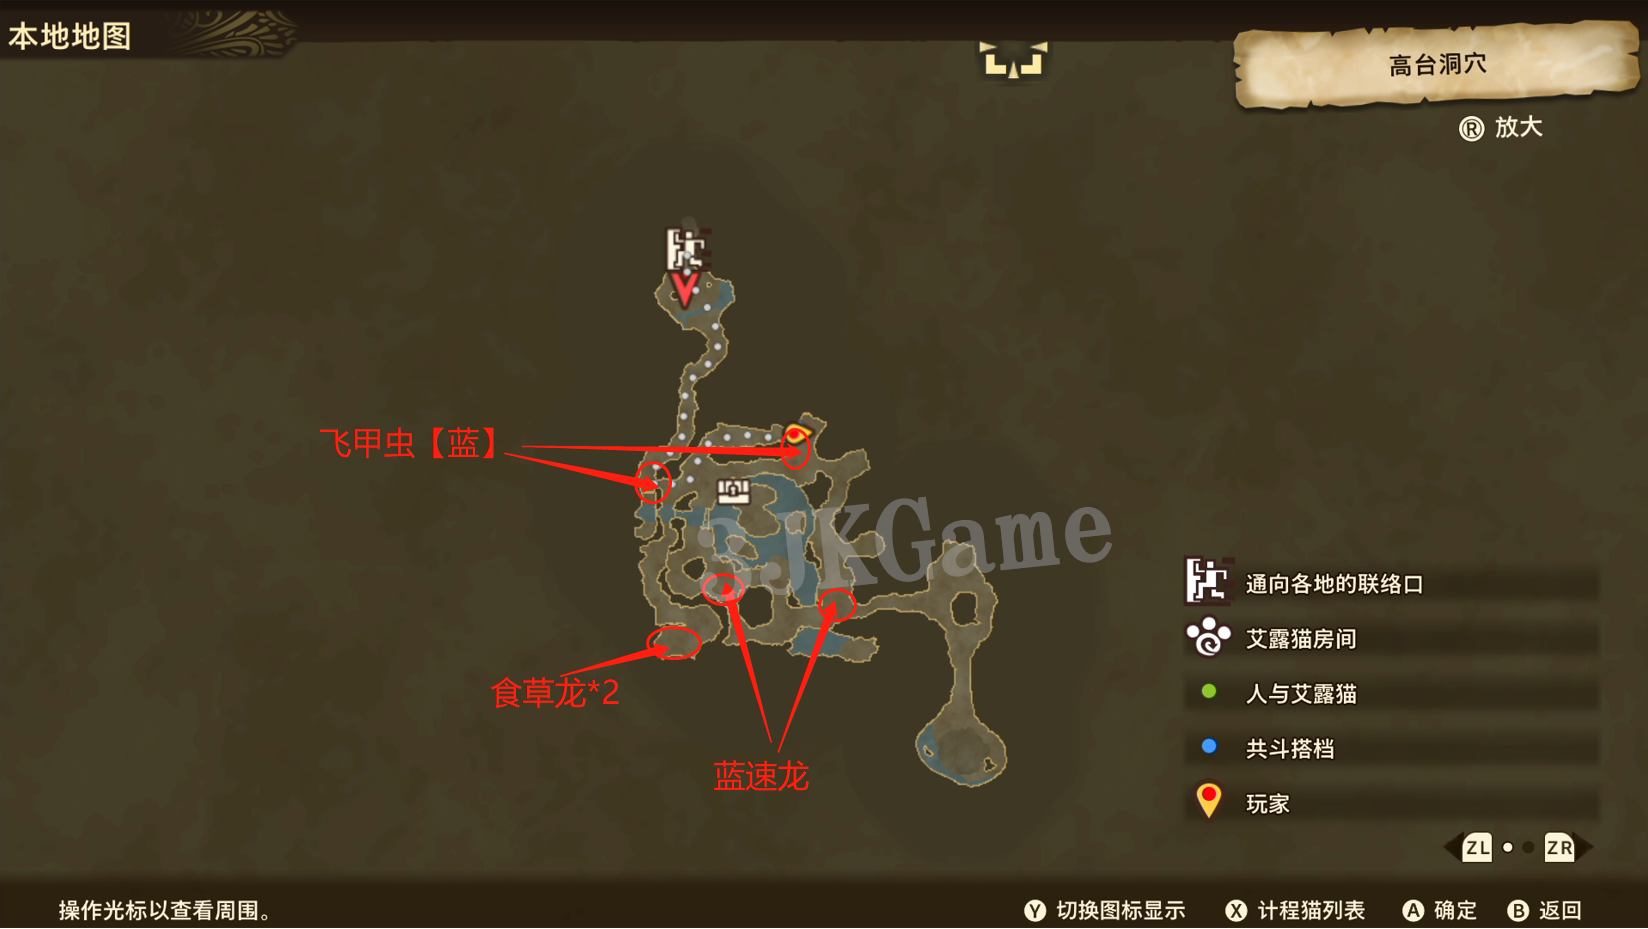 本地地图
高台洞穴
R 放大
飞甲虫【蓝】
3JKGame
通向各地的联络口
艾露猫房间
人与艾露猫
食草龙*2
共斗搭档
蓝速龙
玩家
ZL ZR
操作光标以查看周围。
Y 切换图标显示 X 计程猫列表 A 确定 B 返回